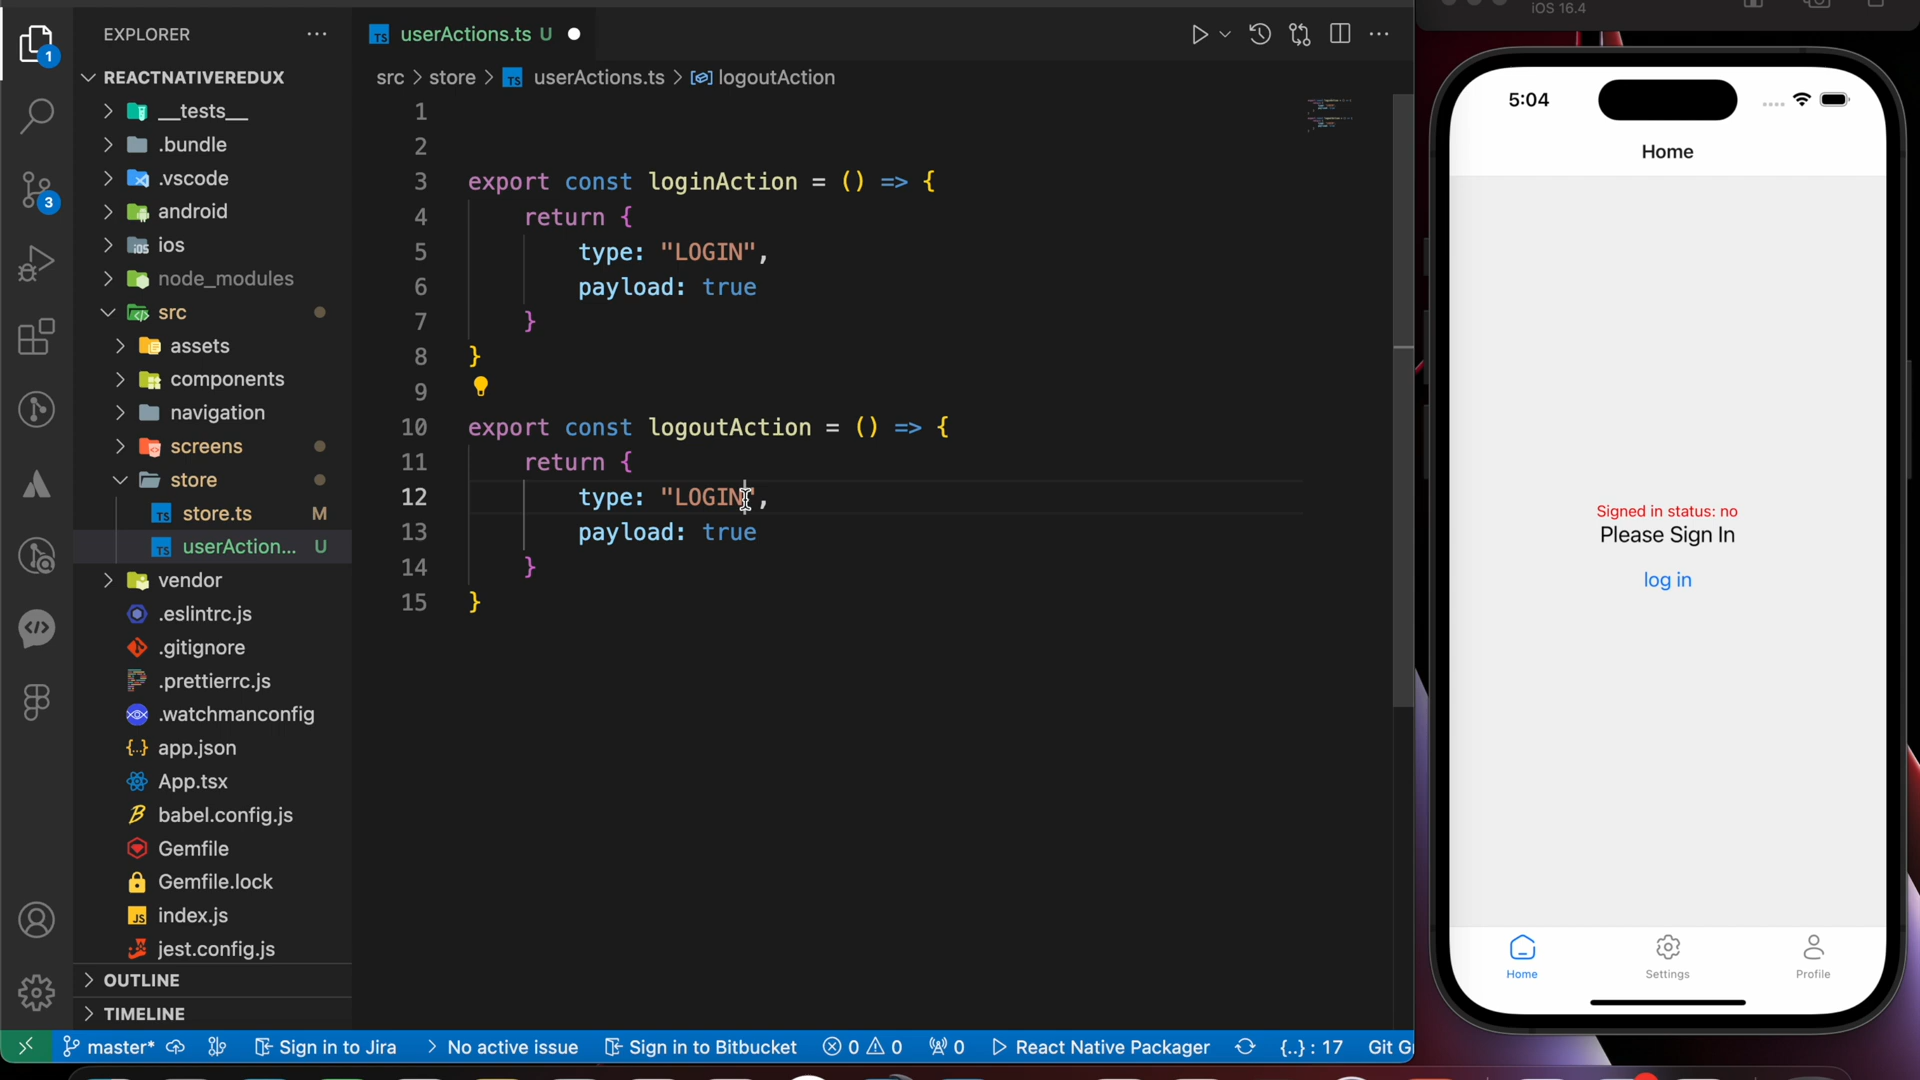 EXPLORER
REACTNATIVEREDUX
__tests__
.bundle
.vscode
android
ios
node_modules
src
assets
components
navigation
screens
store
store.ts M
userAction... U
vendor
.eslintrc.js
.gitignore
.prettierrc.js
.watchmanconfig
app.json
App.tsx
babel.config.js
Gemfile
Gemfile.lock
index.js
jest.config.js
OUTLINE
TIMELINE
1
3
userActions.ts U
src > store > userActions.ts > logoutAction
1
2
3 export const loginAction = () => {
4 return {
5 type: "LOGIN",
6 payload: true
7 }
8 }
9
10 export const logoutAction = () => {
11 return {
12 type: "LOGIN",
13 payload: true
14 }
15 }
master* Sign in to Jira No active issue Sign in to Bitbucket 0 0 0 React Native Packager {..} : 17 Git G
iOS 16.4
5:04
Home
Signed in status: no
Please Sign In
log in
Home Settings Profile